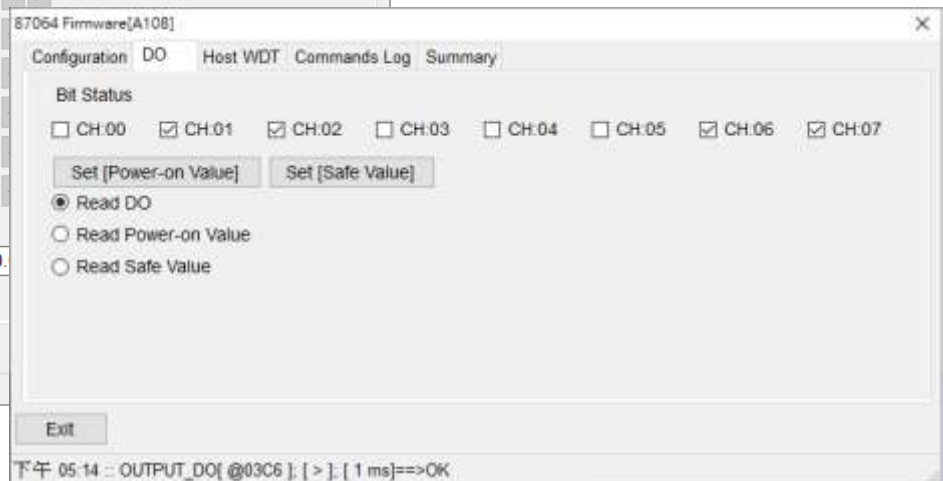 87064 Firmware[A108]
Configuration DO Host WDT Commands Log Summary
Bit Status
CH:00 CH:01 CH:02 CH:03 CH:04 CH:05 CH:06 CH:07
Set [Power-on Value] Set [Safe Value]
Read DO
Read Power-on Value
Read Safe Value
Exit
下午 05:14 :: OUTPUT_DO[ @03C6 ]; [ > ]; [ 1 ms]==>OK